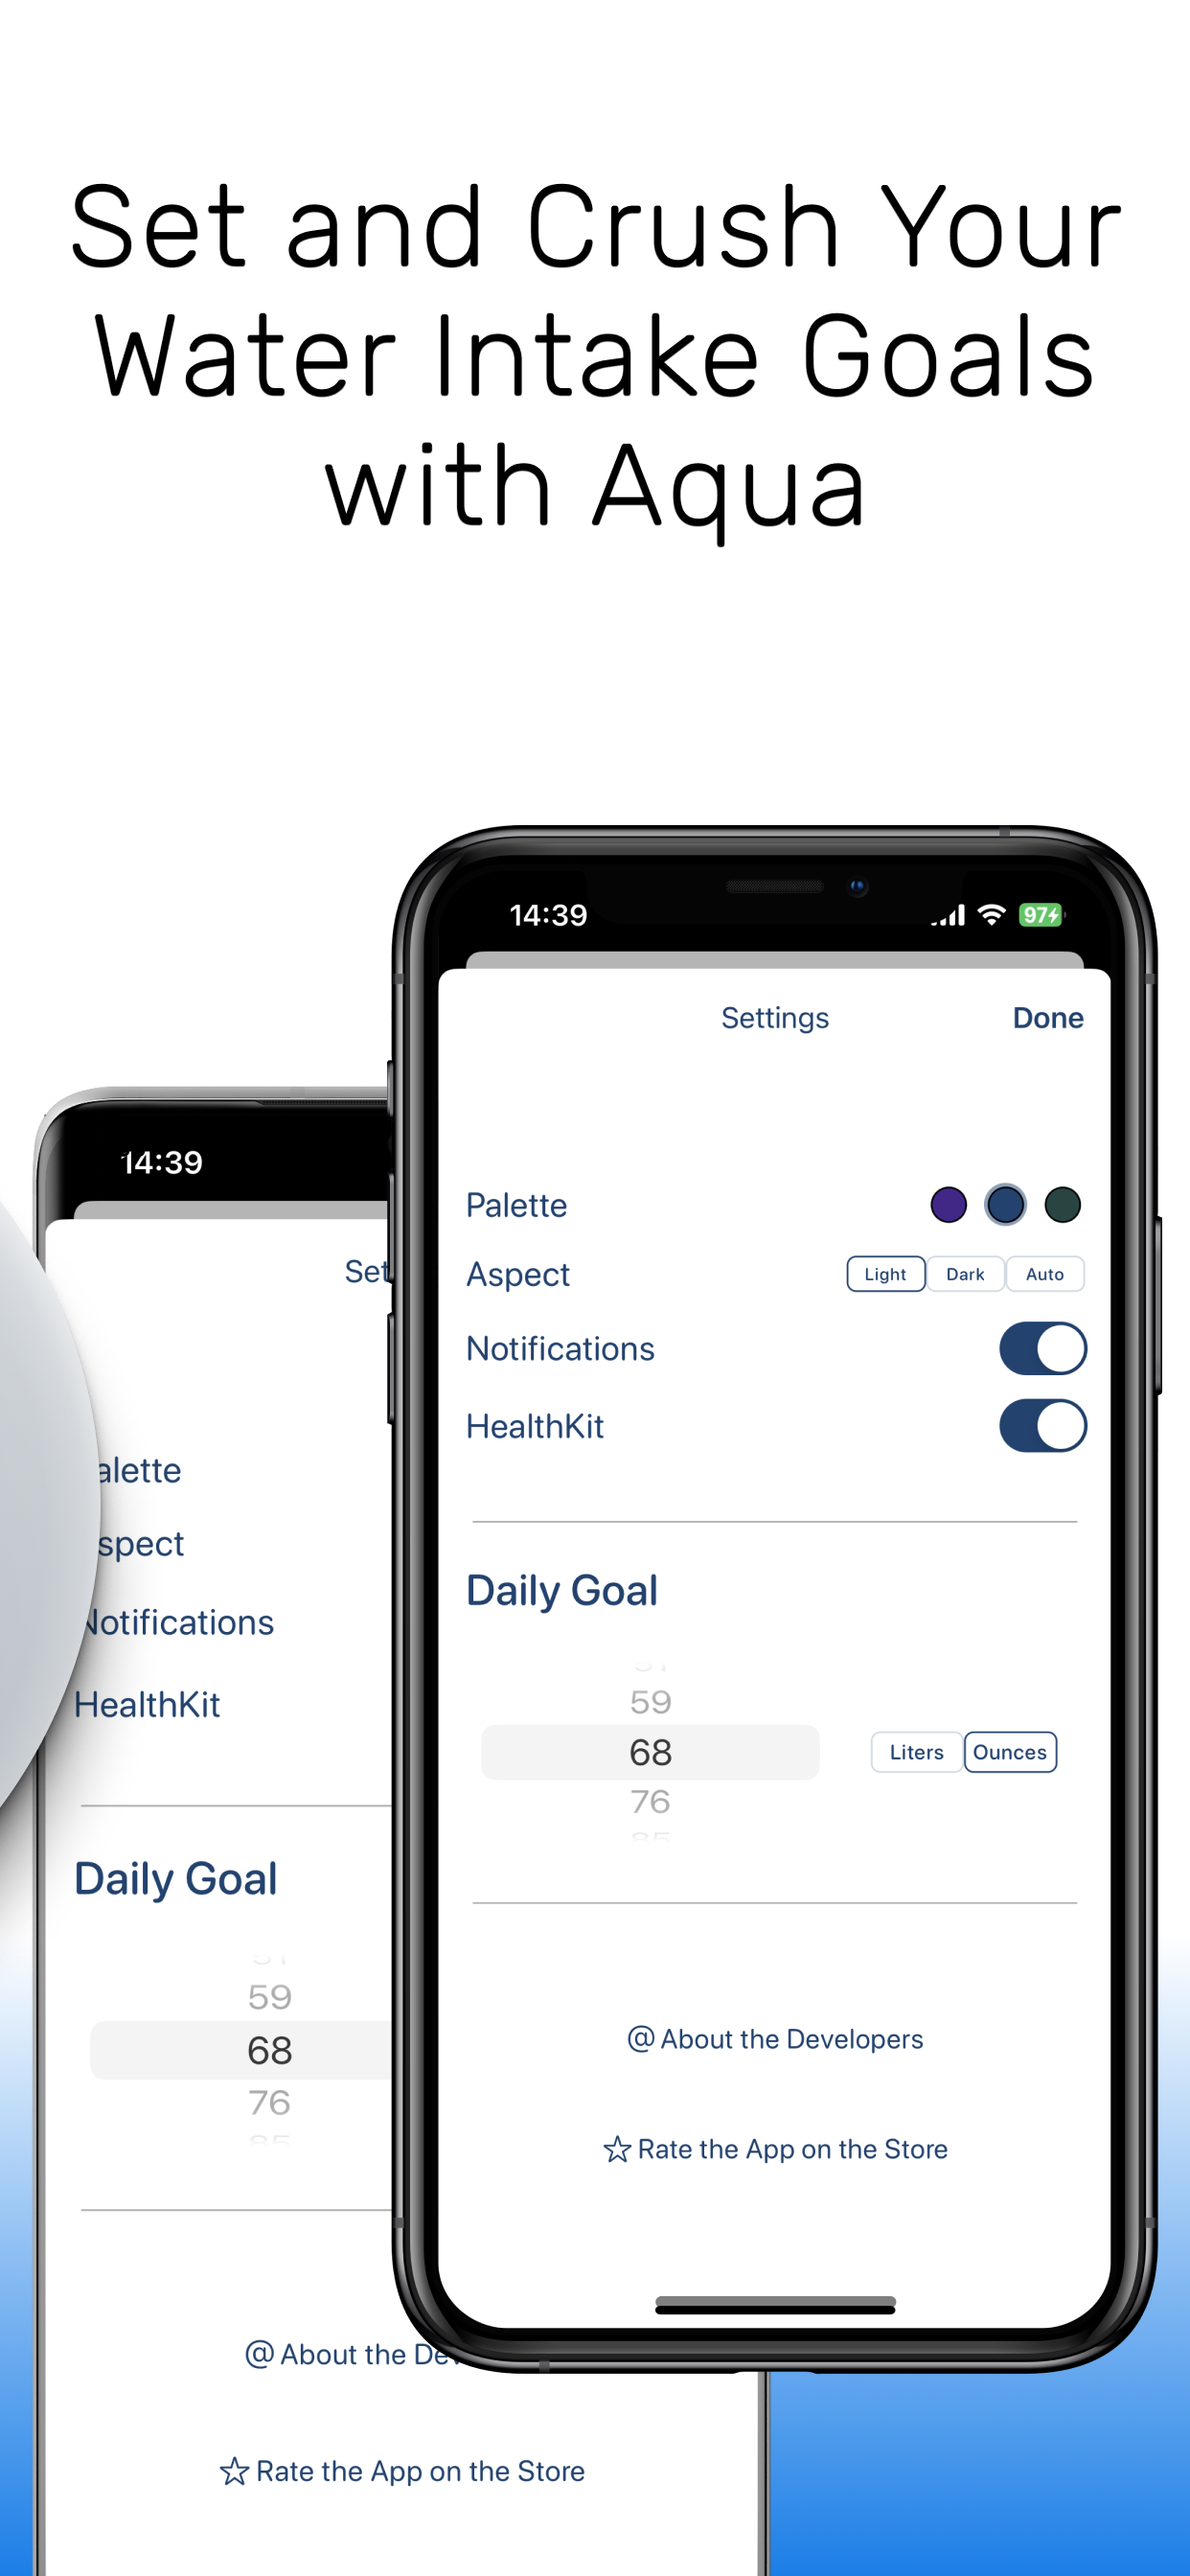 Set and Crush Your
Water Intake Goals
with Aqua
14:39
97
Settings Done
Palette
Aspect Light Dark Auto
Notifications
HealthKit
Daily Goal
59
68 Liters Ounces
76
85
@ About the Developers
Rate the App on the Store
14:39
Set
alette
spect
Notifications
HealthKit
Daily Goal
59
68
76
85
@ About the De
Rate the App on the Store